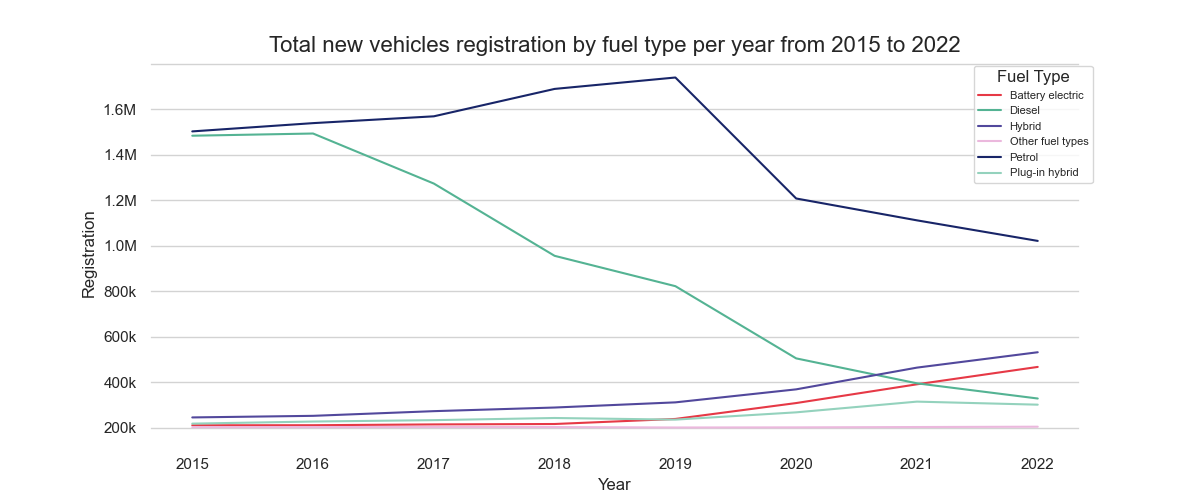 Total new vehicles registration by fuel type per year from 2015 to 2022
Fuel Type
Battery electric
Diesel
Hybrid
Other fuel types
Petrol
Plug-in hybrid
Registration
1.6M
1.4M
1.2M
1.0M
800k
600k
400k
200k
2015 2016 2017 2018 2019 2020 2021 2022
Year